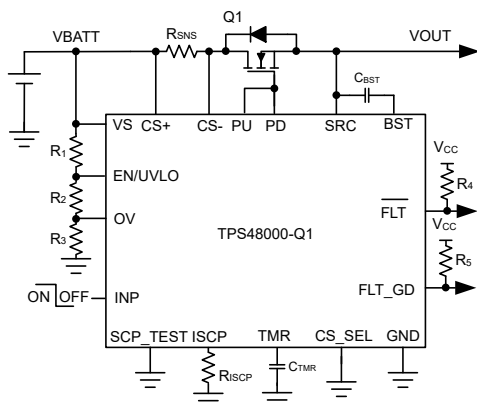 Q1
VBATT RSNS VOUT
CBST
VS CS+ CS- PU PD SRC BST
R1 VCC
EN/UVLO R4
R2 FLT
OV TPS48000-Q1 VCC
R3 R5
ON OFF INP FLT_GD
SCP_TEST ISCP TMR CS_SEL GND
RISCP CTMR